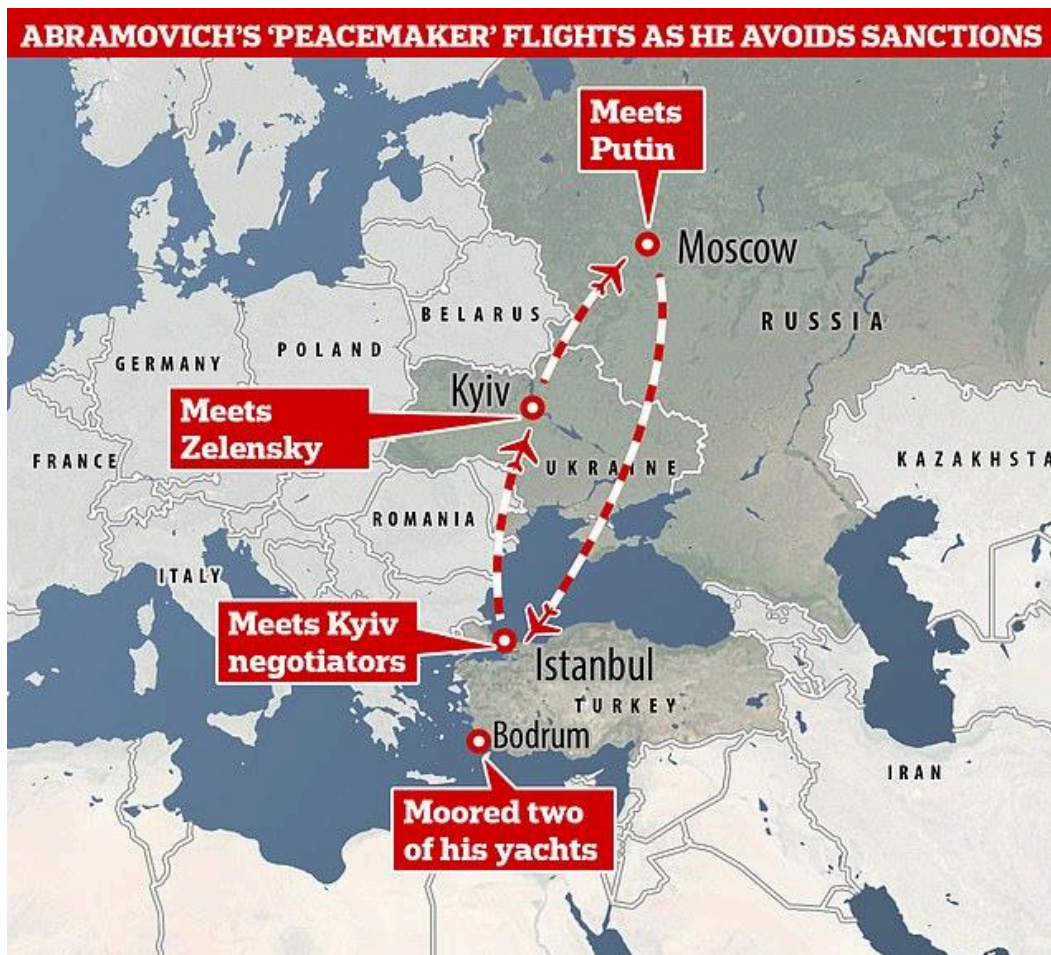 ABRAMOVICH'S 'PEACEMAKER' FLIGHTS AS HE AVOIDS SANCTIONS
Meets
Putin
Moscow
BELARUS
RUSSIA
POLAND
GERMANY
Kyiv
Meets
Zelensky
FRANCE
UKRAINE
KAZAKHSTA
ROMANIA
ITALY
Meets Kyiv
negotiators
Istanbul
TURKEY
Bodrum
IRAN
Moored two
of his yachts